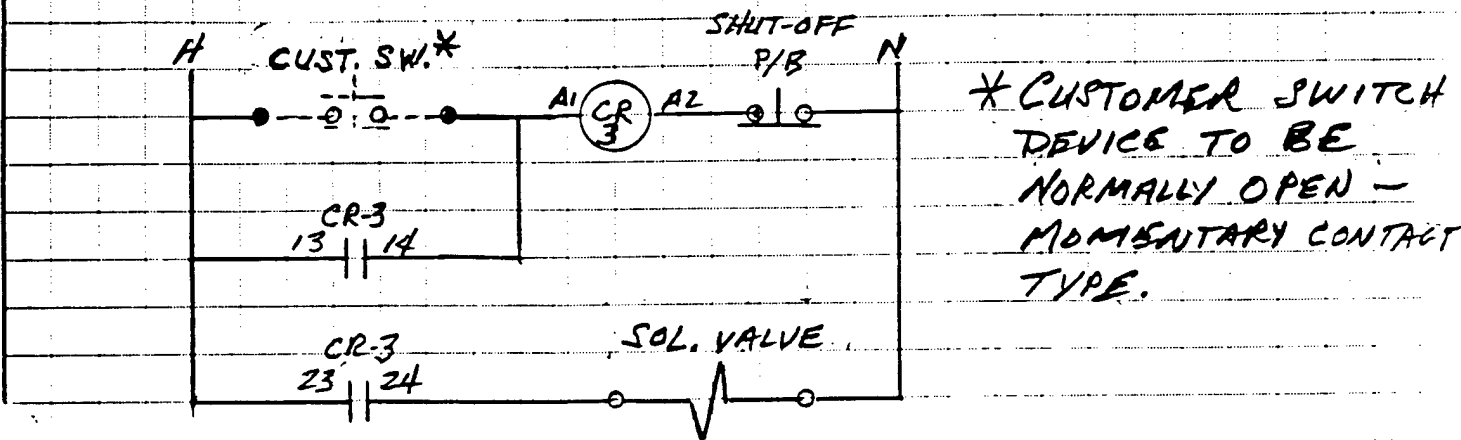 SHUT-OFF
P/B
H
CUST. SW.*
N
A1
CR
3
A2
CR-3
13
14
CR-3
23
24
SOL. VALVE
* CUSTOMER SWITCH
DEVICE TO BE
NORMALLY OPEN –
MOMENTARY CONTACT
TYPE.